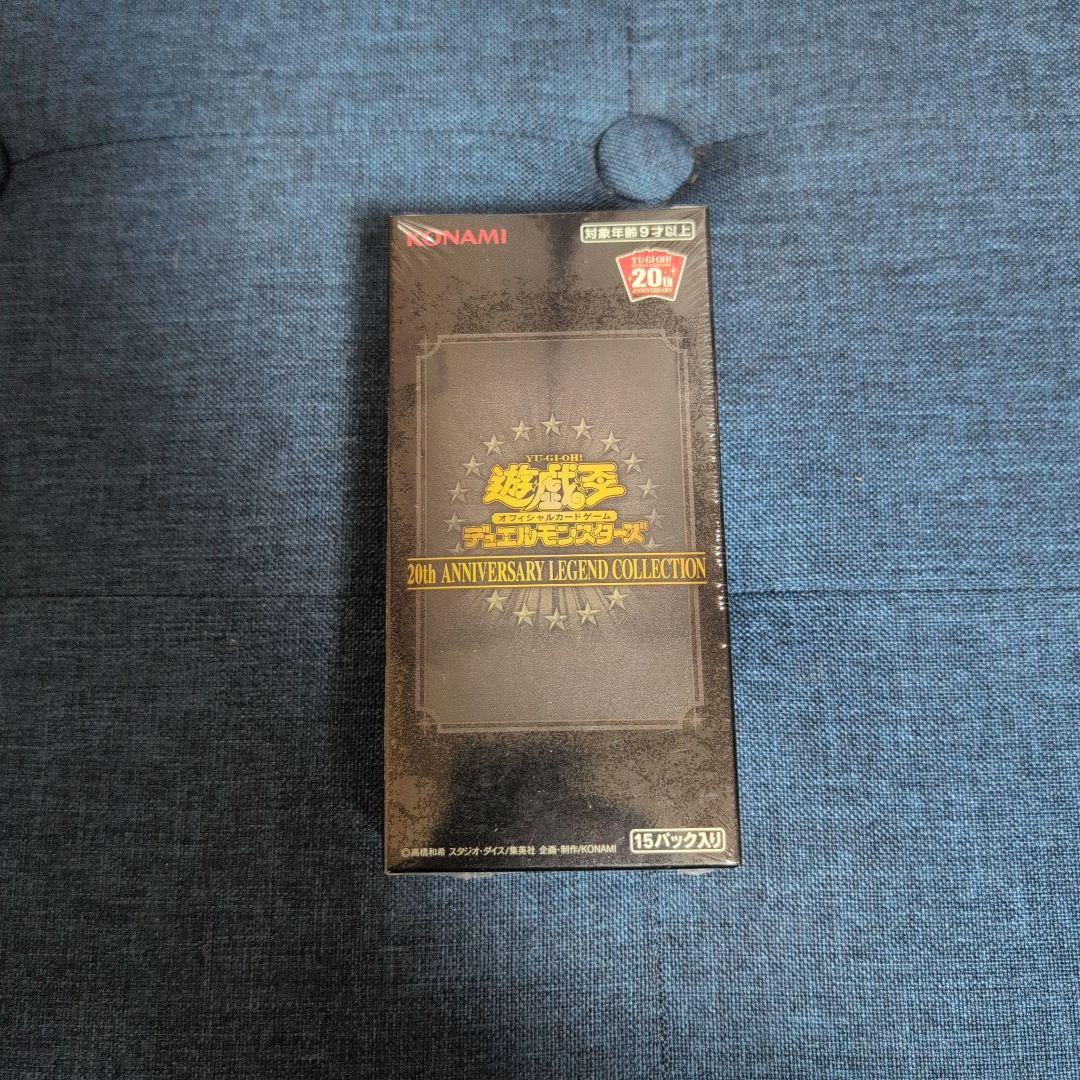 KONAMI
対象年齢9才以上
YU-GI-OH!
20th
ANNIVERSARY
YU-GI-OH!
遊戯王
オフィシャルカードゲーム
デュエルモンスターズ
20th ANNIVERSARY LEGEND COLLECTION
©高橋和希 スタジオ・ダイス/集英社 企画・制作/KONAMI
15パック入り